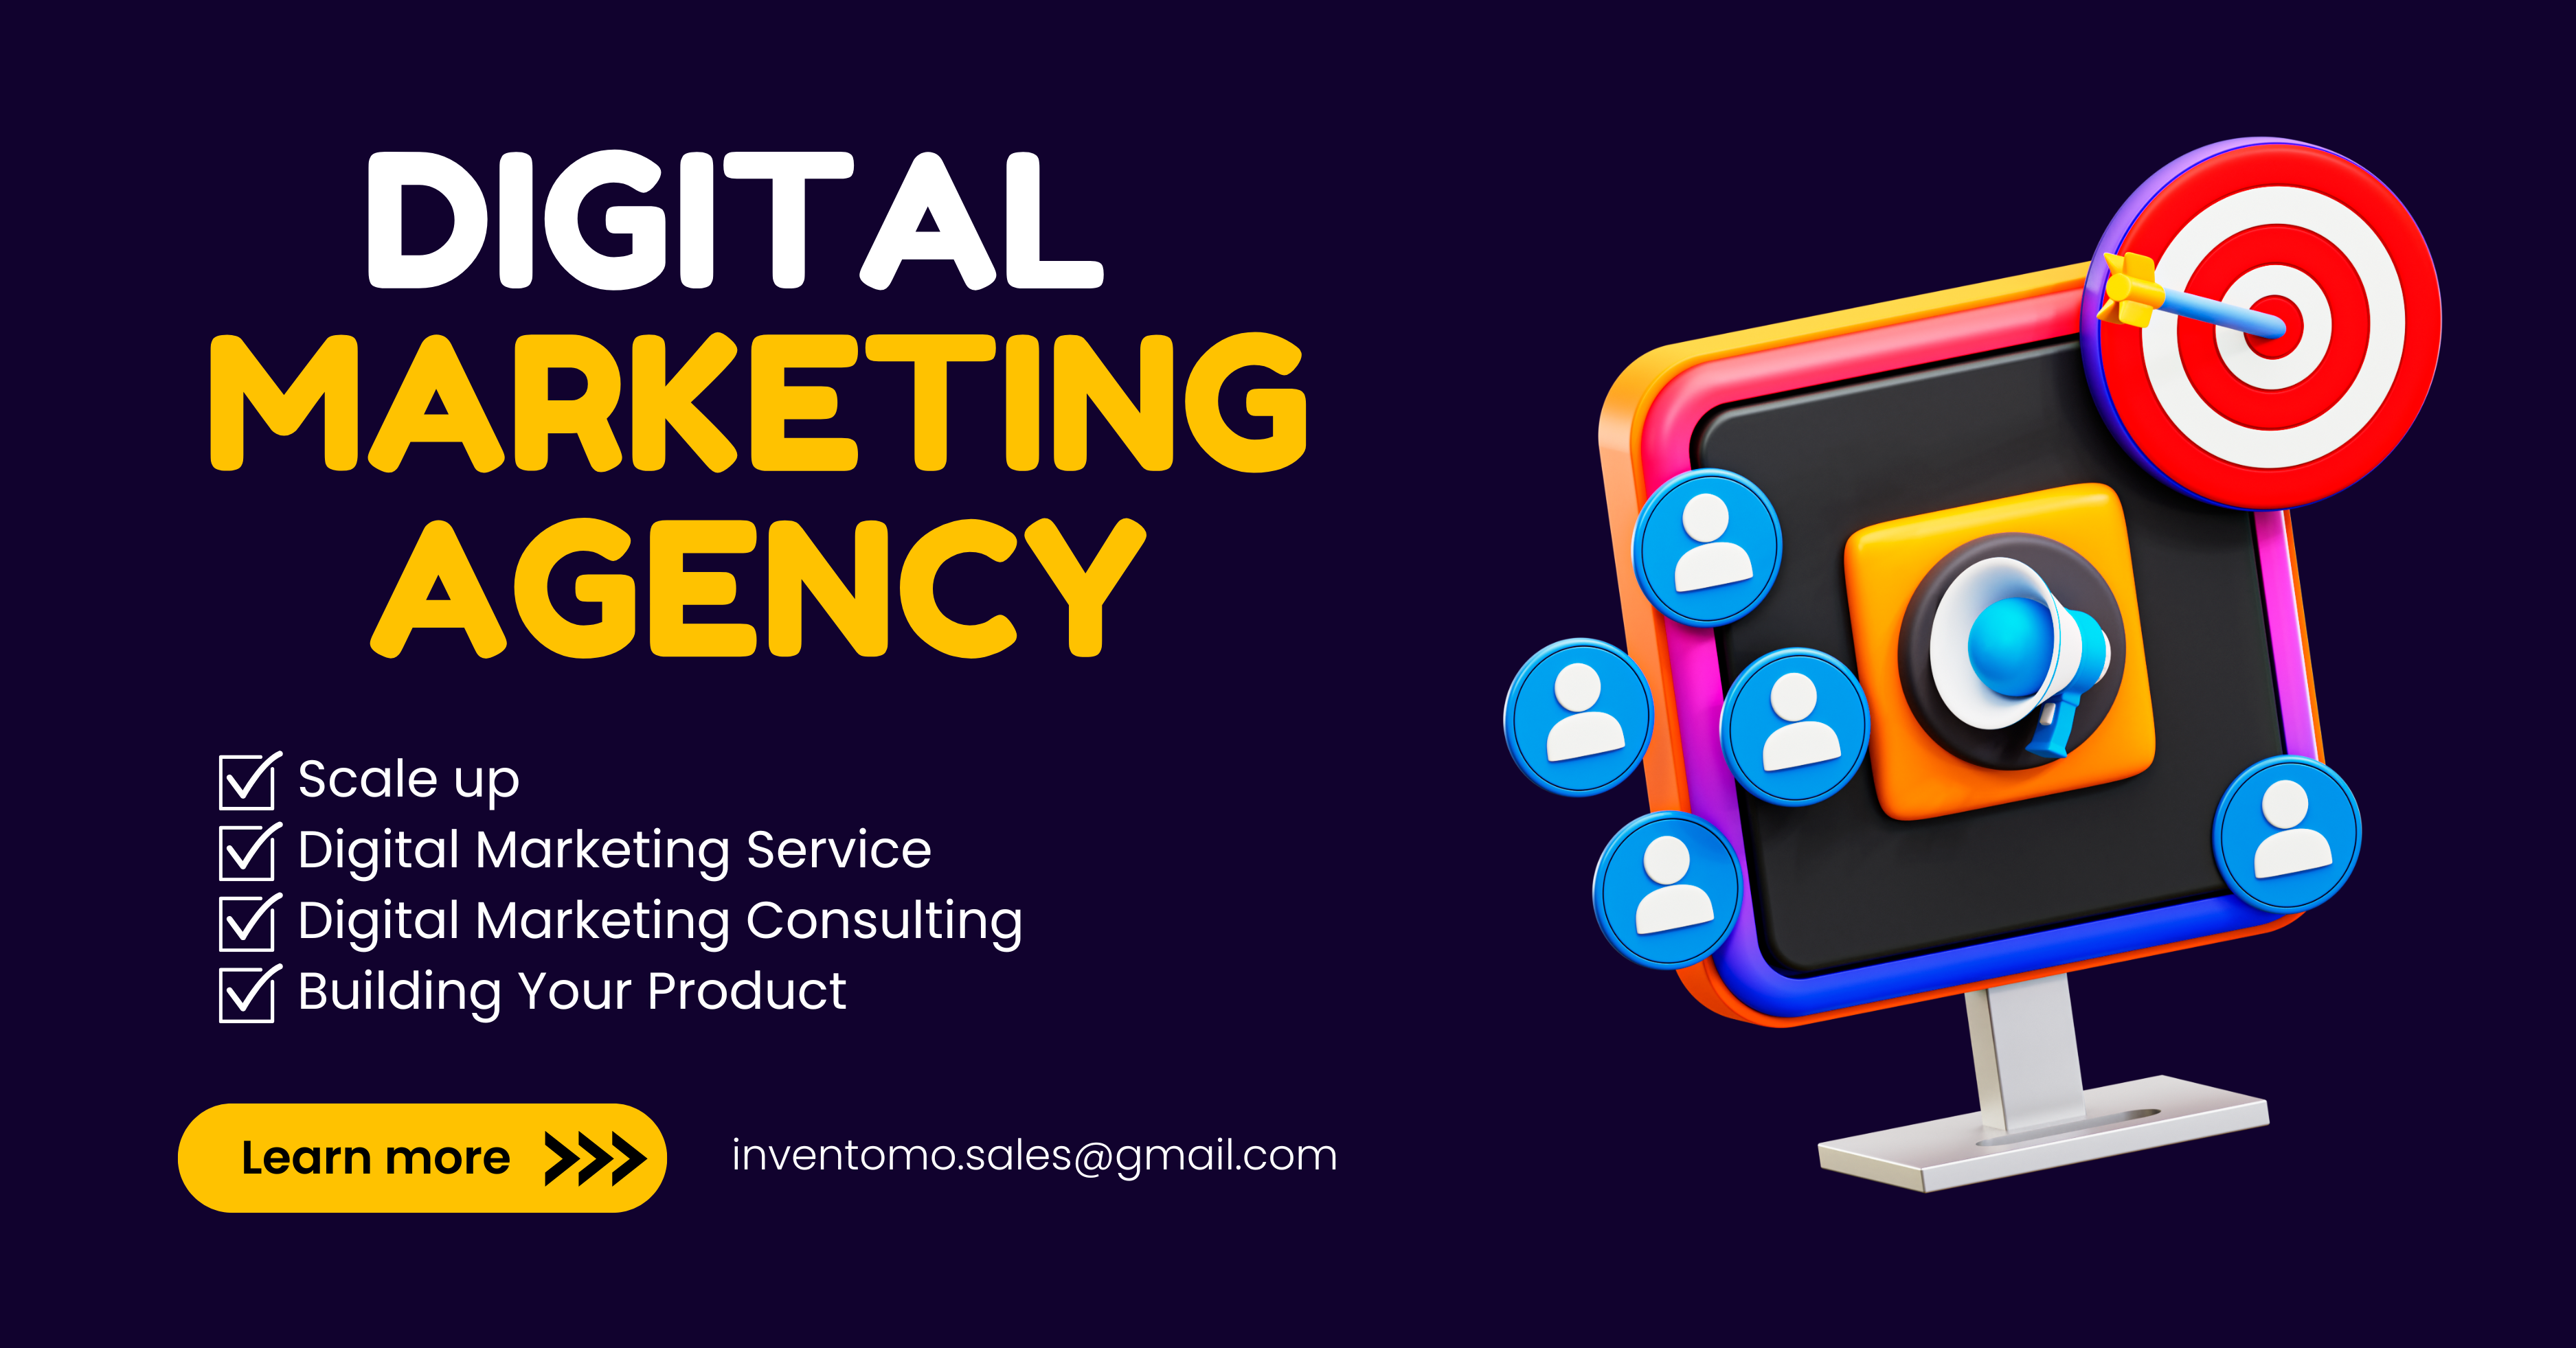 DIGITAL
MARKETING
AGENCY
Scale up
Digital Marketing Service
Digital Marketing Consulting
Building Your Product
Learn more
inventomo.sales@gmail.com